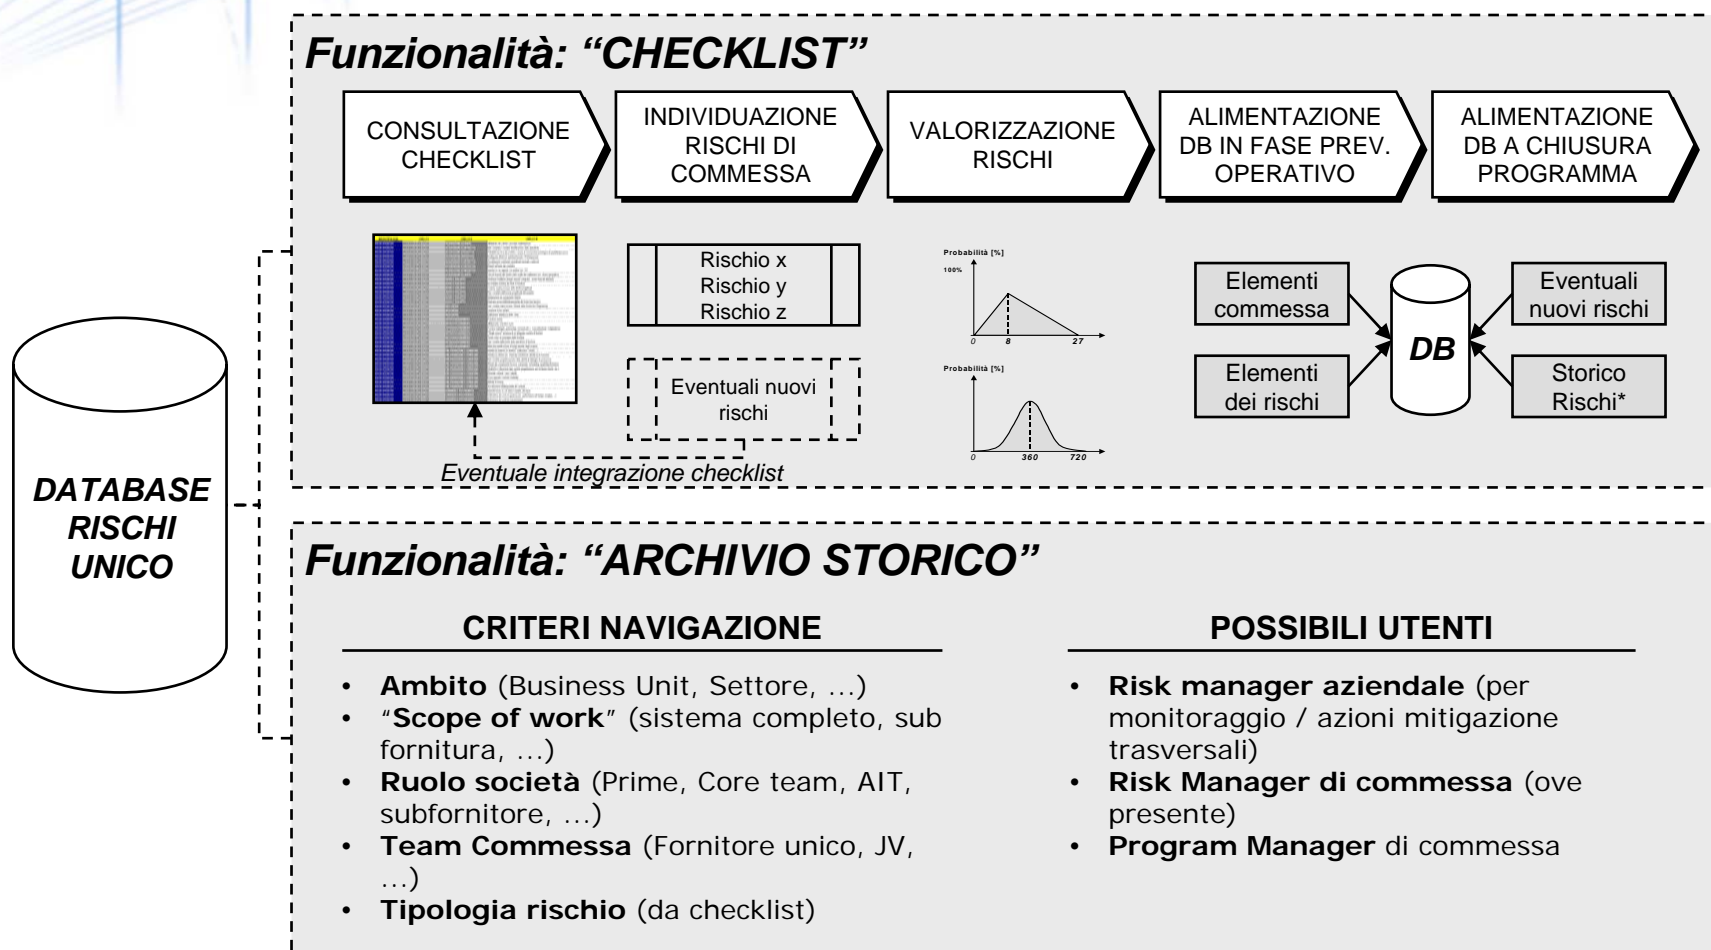 Funzionalità: “CHECKLIST”
CONSULTAZIONE
CHECKLIST
INDIVIDUAZIONE
RISCHI DI
COMMESSA
VALORIZZAZIONE
RISCHI
ALIMENTAZIONE
DB IN FASE PREV.
OPERATIVO
ALIMENTAZIONE
DB A CHIUSURA
PROGRAMMA
Rischio x
Rischio y
Rischio z
Eventuali nuovi
rischi
Eventuale integrazione checklist
Probabilità [%]
100%
0 8 27
Probabilità [%]
0 360 720
Elementi
commessa
Elementi
dei rischi
DB
Eventuali
nuovi rischi
Storico
Rischi*
DATABASE
RISCHI
UNICO
Funzionalità: “ARCHIVIO STORICO”
CRITERI NAVIGAZIONE
• Ambito (Business Unit, Settore, ...)
• “Scope of work” (sistema completo, sub
fornitura, ...)
• Ruolo società (Prime, Core team, AIT,
subfornitore, ...)
• Team Commessa (Fornitore unico, JV,
...)
• Tipologia rischio (da checklist)
POSSIBILI UTENTI
• Risk manager aziendale (per
monitoraggio / azioni mitigazione
trasversali)
• Risk Manager di commessa (ove
presente)
• Program Manager di commessa